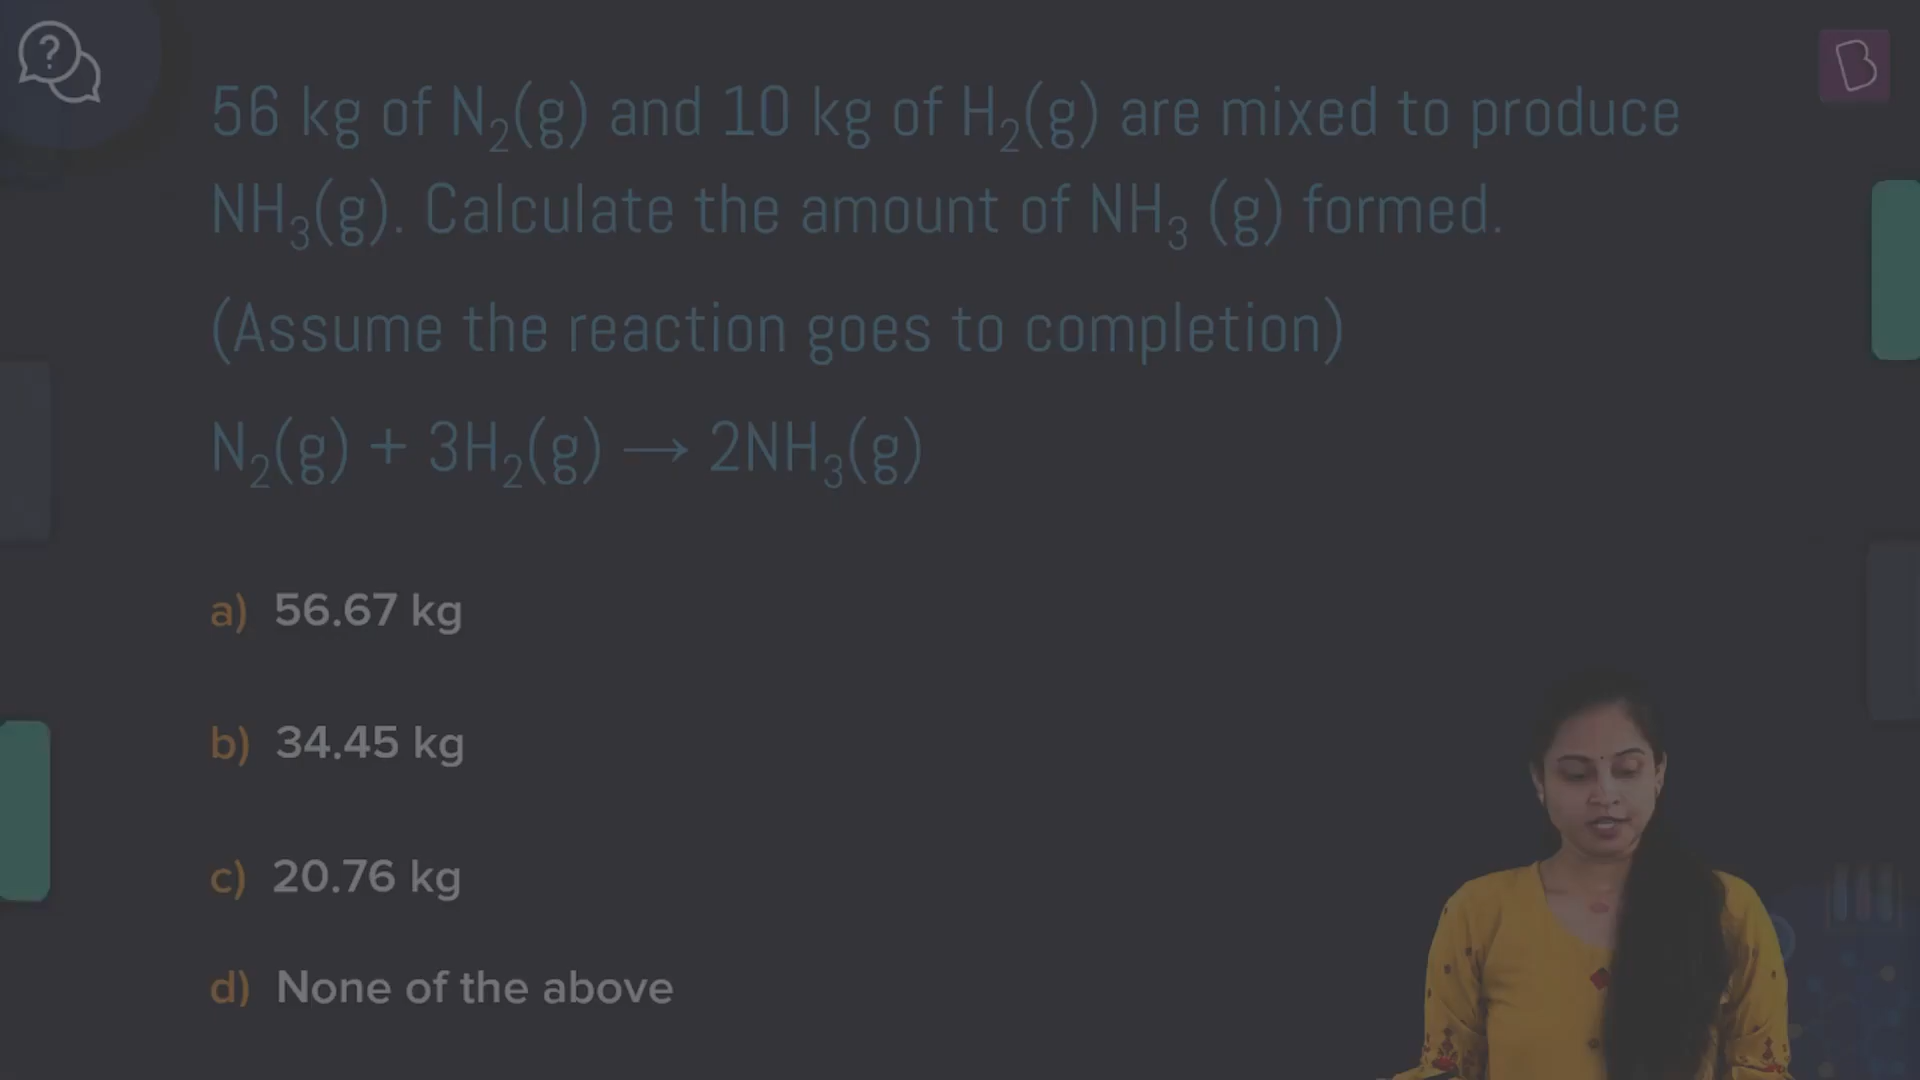 ?
B
56 kg of N₂(g) and 10 kg of H₂(g) are mixed to produce
NH₃(g). Calculate the amount of NH₃ (g) formed.
(Assume the reaction goes to completion)
N₂(g) + 3H₂(g) → 2NH₃(g)
a) 56.67 kg
b) 34.45 kg
c) 20.76 kg
d) None of the above